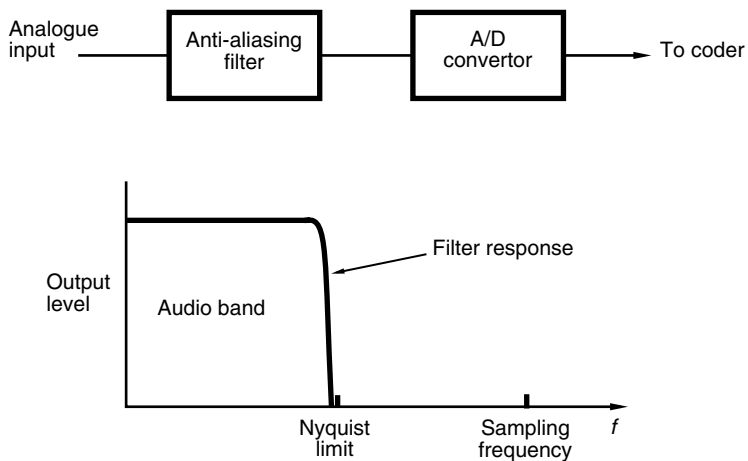 Analogue
input
Anti-aliasing
filter
A/D
convertor
To coder
Filter response
Output
level
Audio band
Nyquist
limit
Sampling
frequency
f